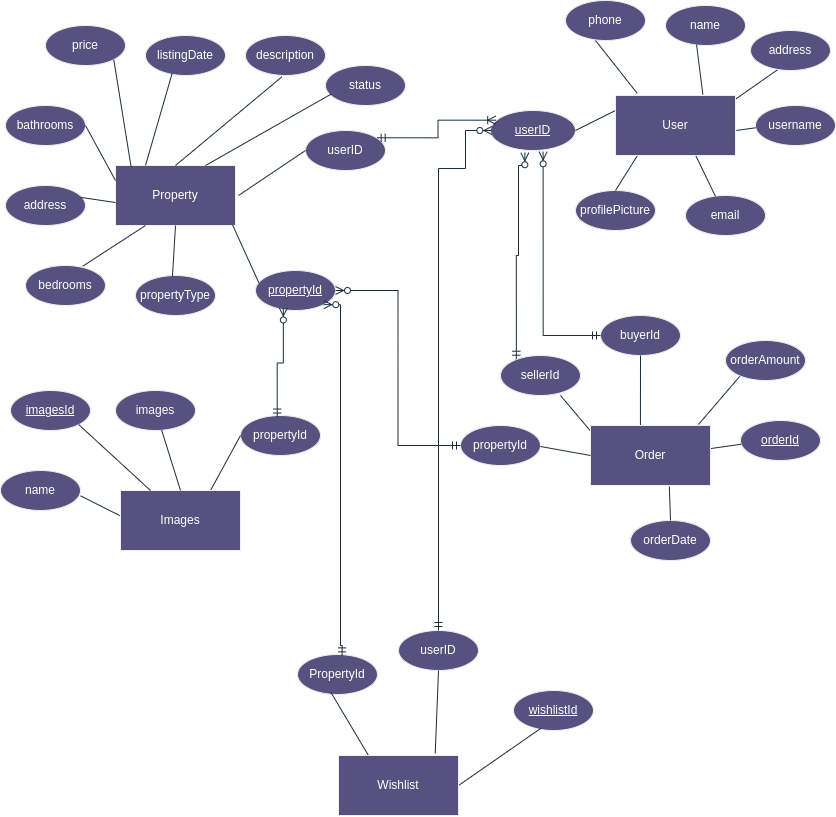 phone
name
price
listingDate
description
address
status
bathrooms
userID
User
username
userID
Property
address
profilePicture
email
bedrooms
propertyType
propertyId
buyerId
orderAmount
sellerId
imagesId
images
propertyId
propertyId
orderId
Order
name
Images
orderDate
PropertyId
userID
wishlistId
Wishlist